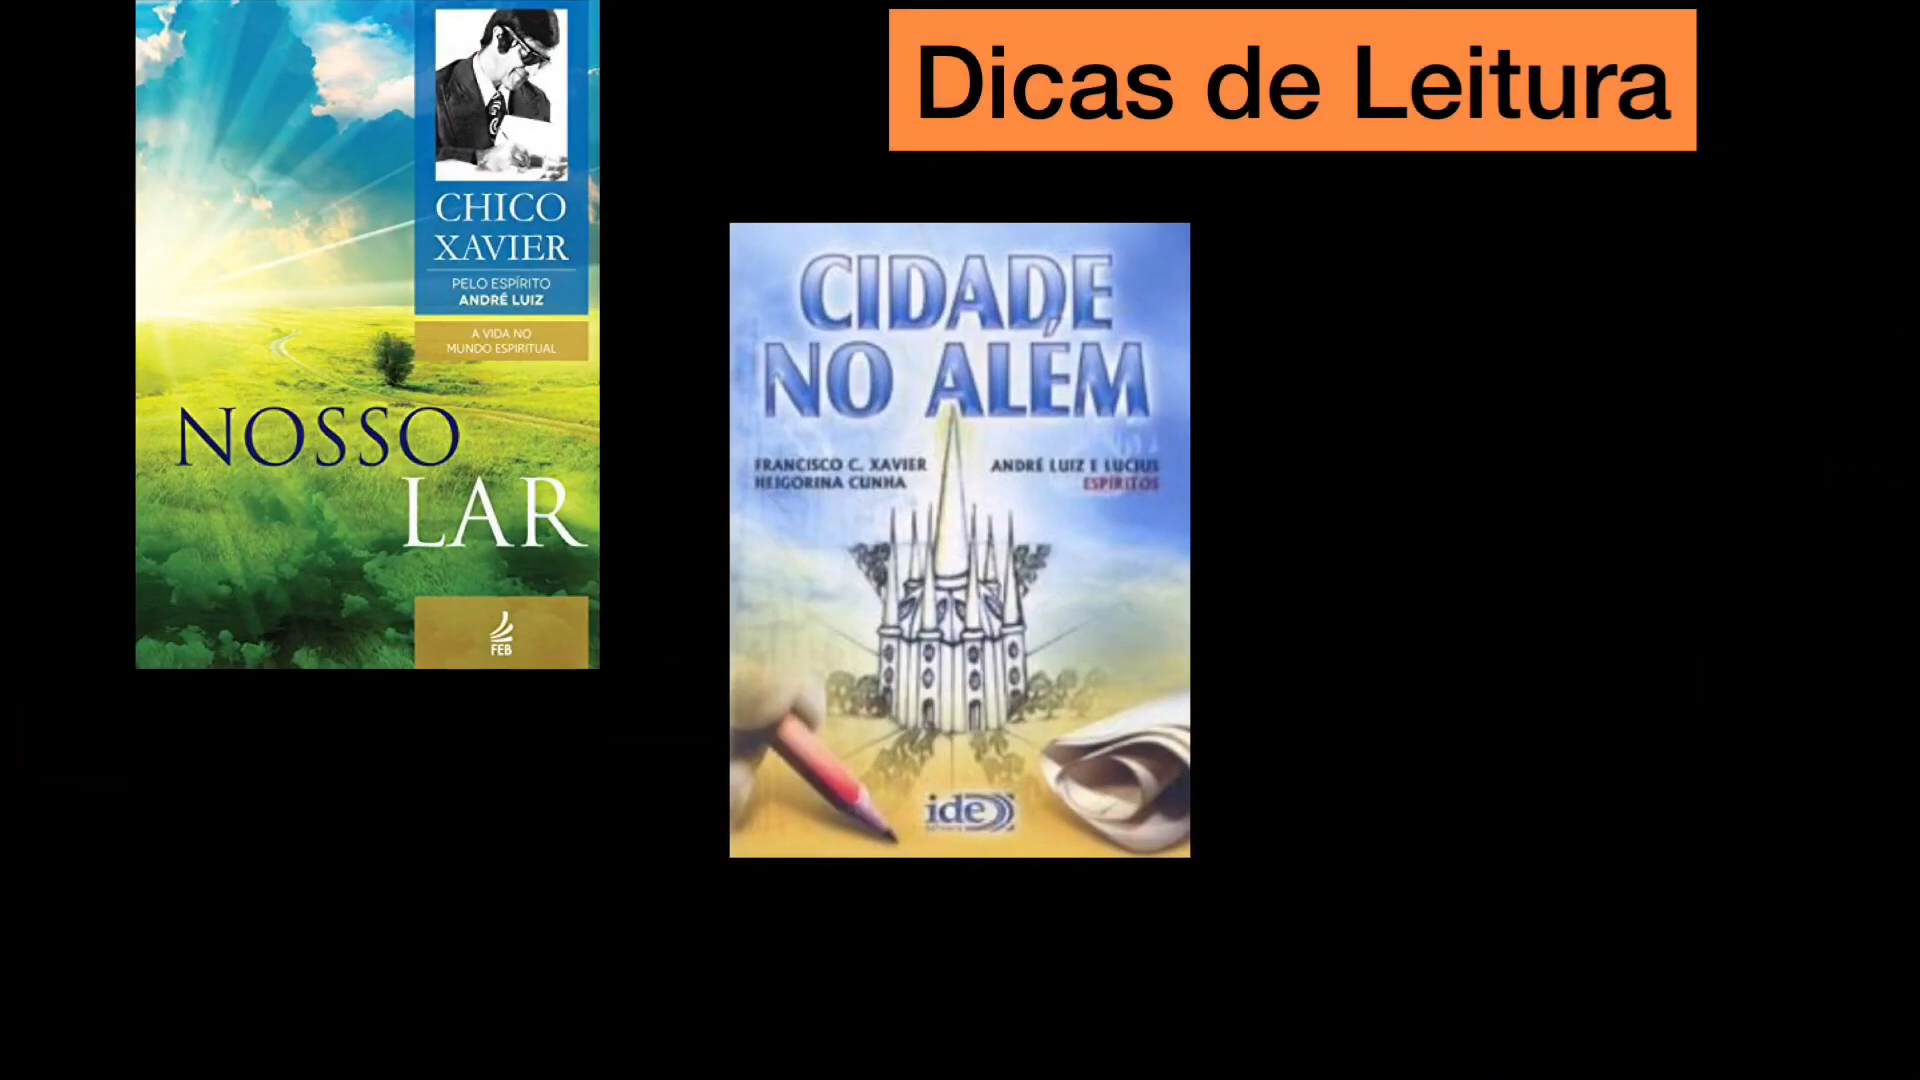 Dicas de Leitura
CHICO
XAVIER
PELO ESPÍRITO
ANDRÉ LUIZ
A VIDA NO
MUNDO ESPIRITUAL
NOSSO
LAR
FEB
CIDADE
NO ALÉM
FRANCISCO C. XAVIER
HEIGORINA CUNHA
ANDRÉ LUIZ E LUCIUS
ESPÍRITOS
ide